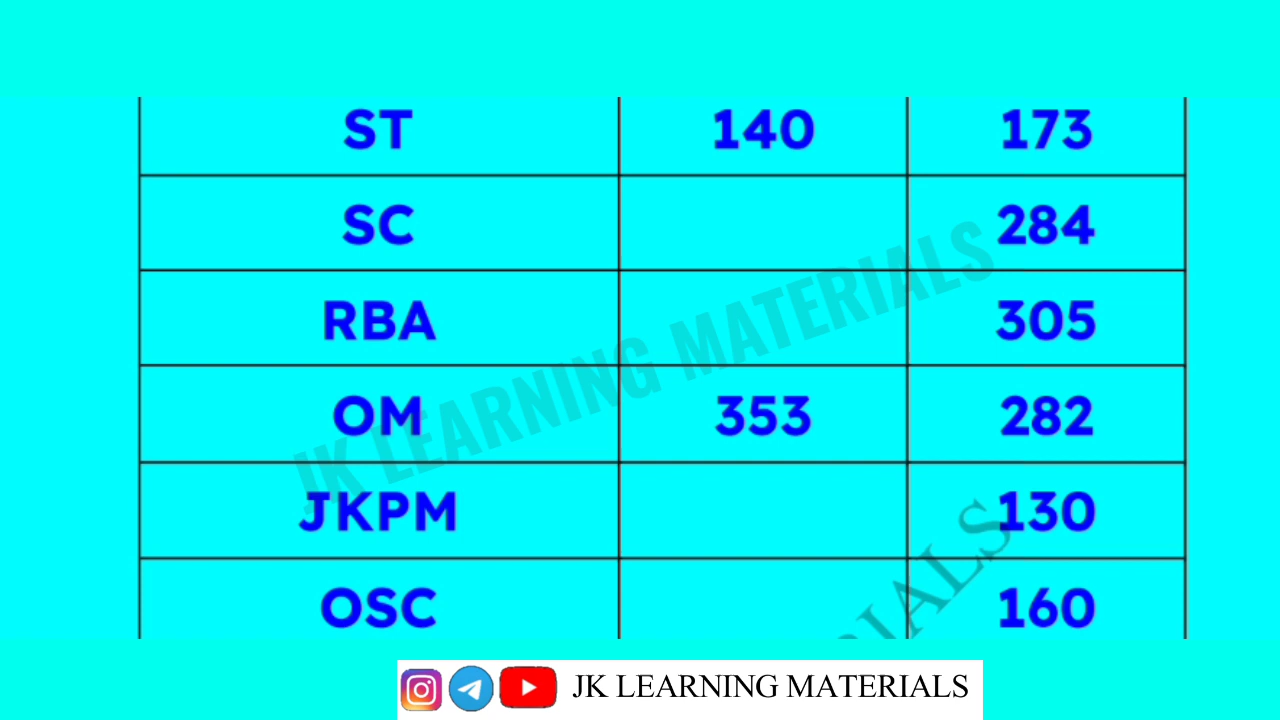 ST 140 173
SC 284
RBA 305
OM 353 282
JKPM 130
OSC 160
JK LEARNING MATERIALS
RIALS
JK LEARNING MATERIALS